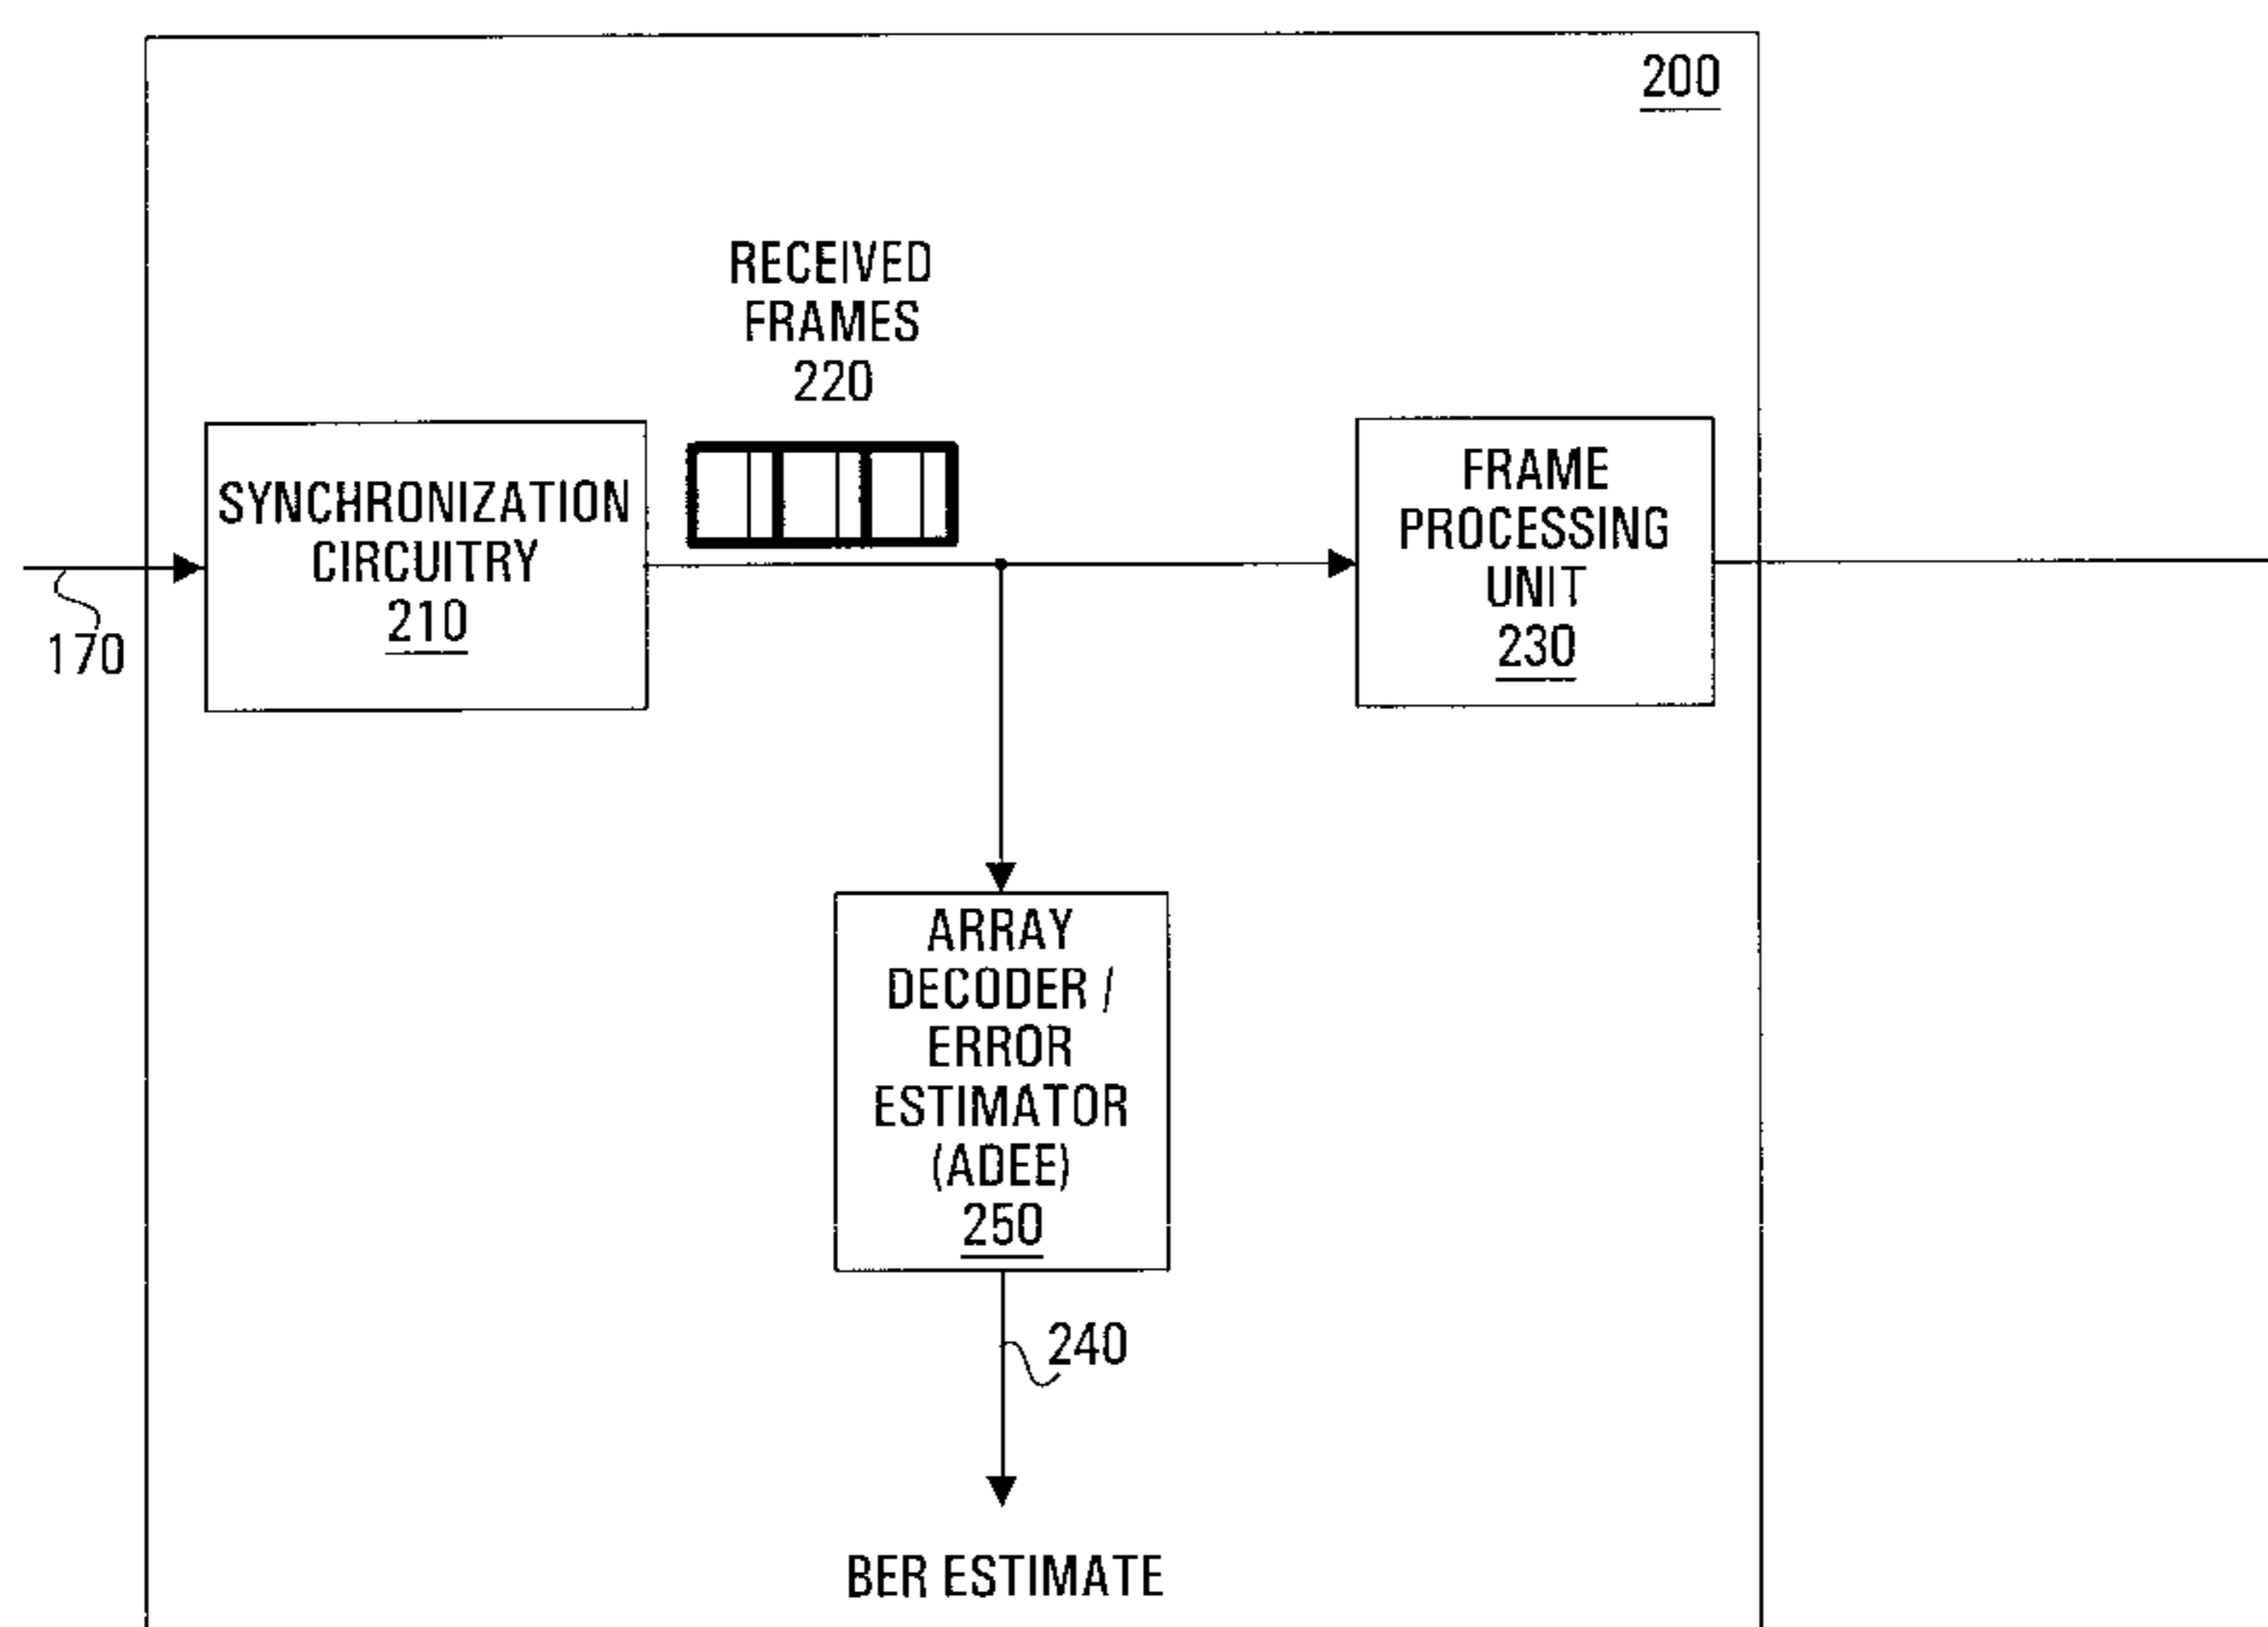 200
RECEIVED
FRAMES
220
SYNCHRONIZATION
CIRCUITRY
210
170
FRAME
PROCESSING
UNIT
230
ARRAY
DECODER /
ERROR
ESTIMATOR
(ADEE)
250
240
BER ESTIMATE